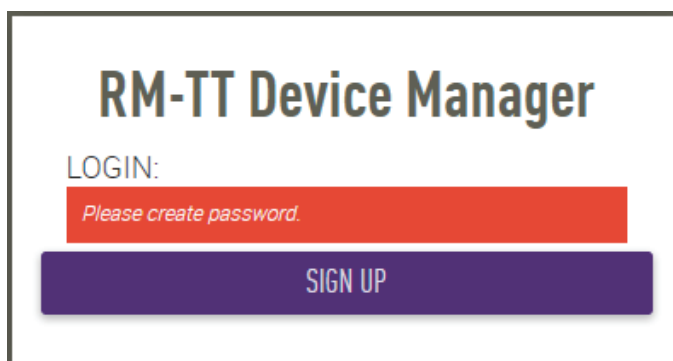 RM-TT Device Manager
LOGIN:
Please create password.
SIGN UP